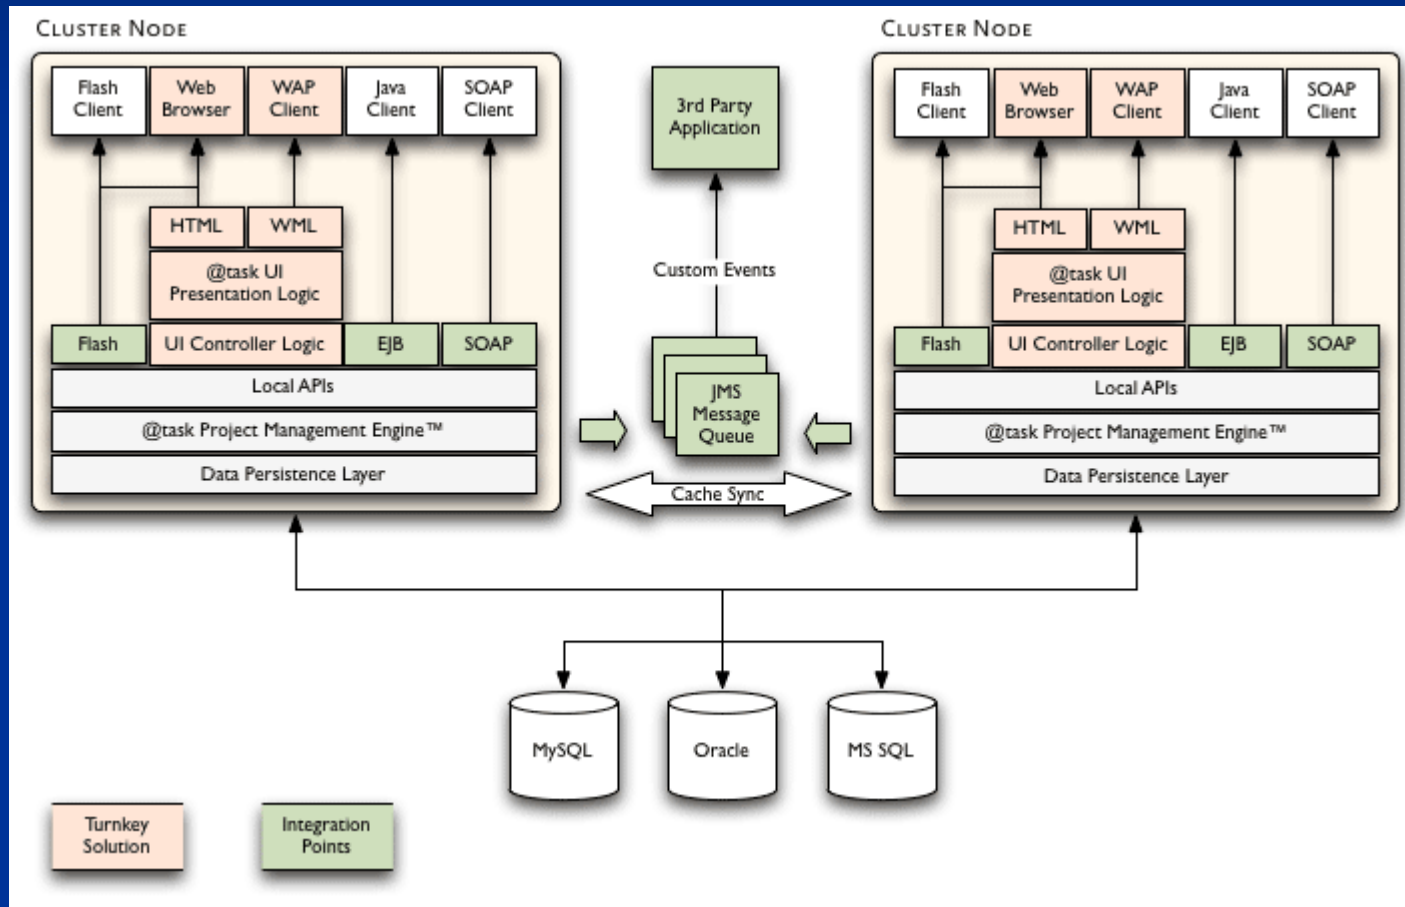 CLUSTER NODE
Flash
Client
Web
Browser
WAP
Client
Java
Client
SOAP
Client
HTML
WML
@task UI
Presentation Logic
Flash
UI Controller Logic
EJB
SOAP
Local APIs
@task Project Management Engine™
Data Persistence Layer
3rd Party
Application
Custom Events
JMS
Message
Queue
Cache Sync
CLUSTER NODE
Flash
Client
Web
Browser
WAP
Client
Java
Client
SOAP
Client
HTML
WML
@task UI
Presentation Logic
Flash
UI Controller Logic
EJB
SOAP
Local APIs
@task Project Management Engine™
Data Persistence Layer
MySQL
Oracle
MS SQL
Turnkey
Solution
Integration
Points